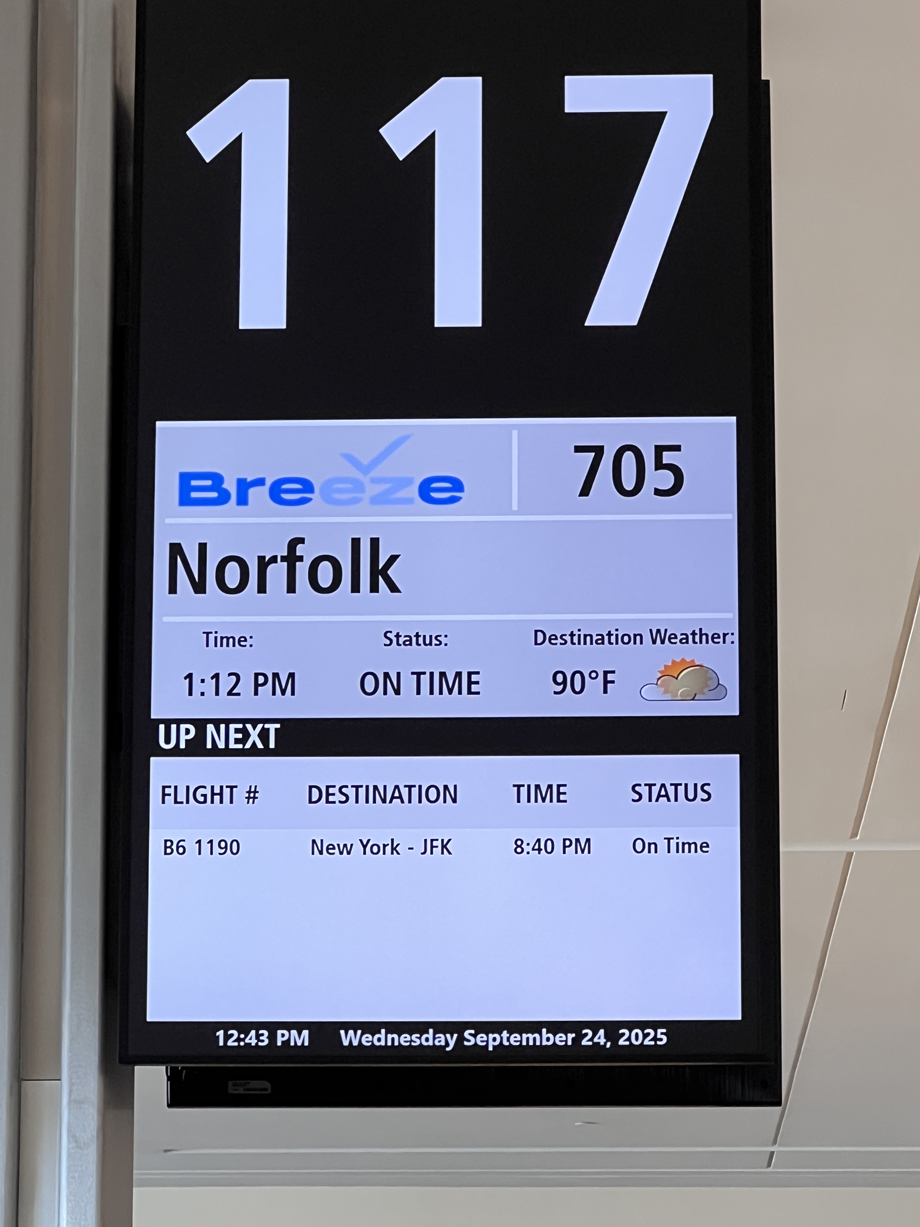 117
Breeze 705
Norfolk
Time: Status: Destination Weather:
1:12 PM ON TIME 90°F
UP NEXT
FLIGHT # DESTINATION TIME STATUS
B6 1190 New York - JFK 8:40 PM On Time
12:43 PM Wednesday September 24, 2025